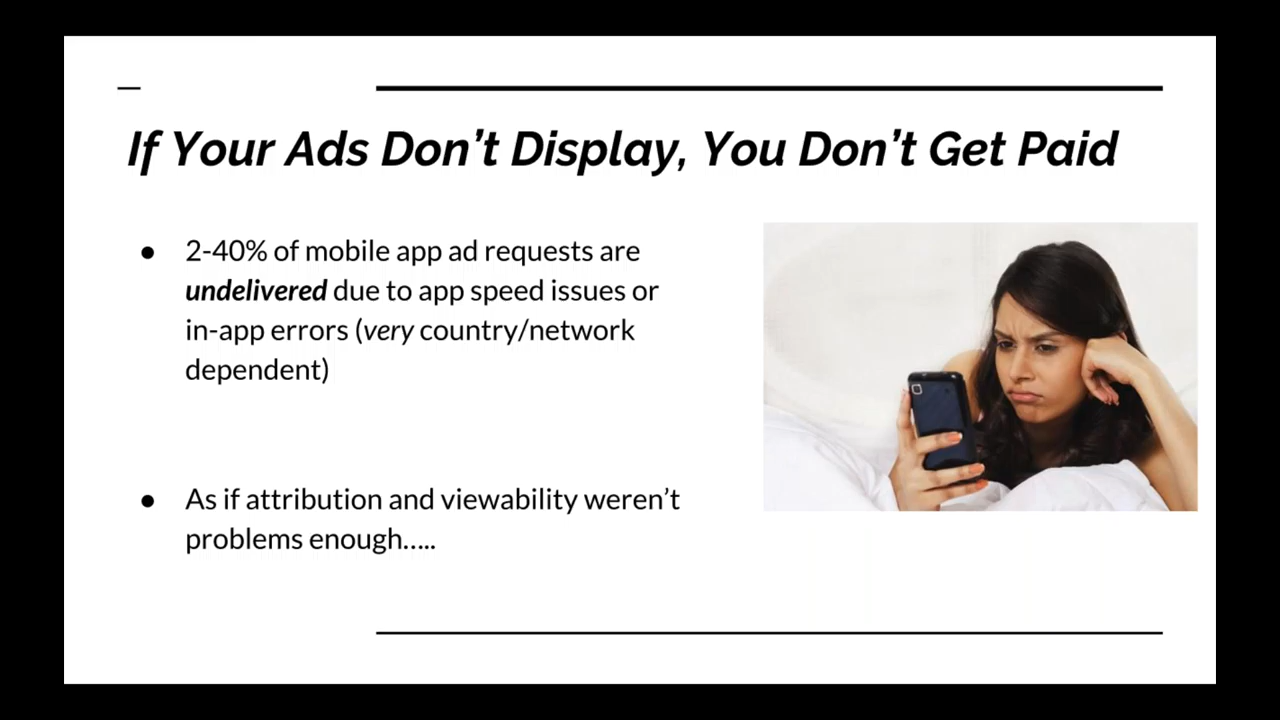 If Your Ads Don’t Display, You Don’t Get Paid
● 2-40% of mobile app ad requests are
undelivered due to app speed issues or
in-app errors (very country/network
dependent)
● As if attribution and viewability weren’t
problems enough…..